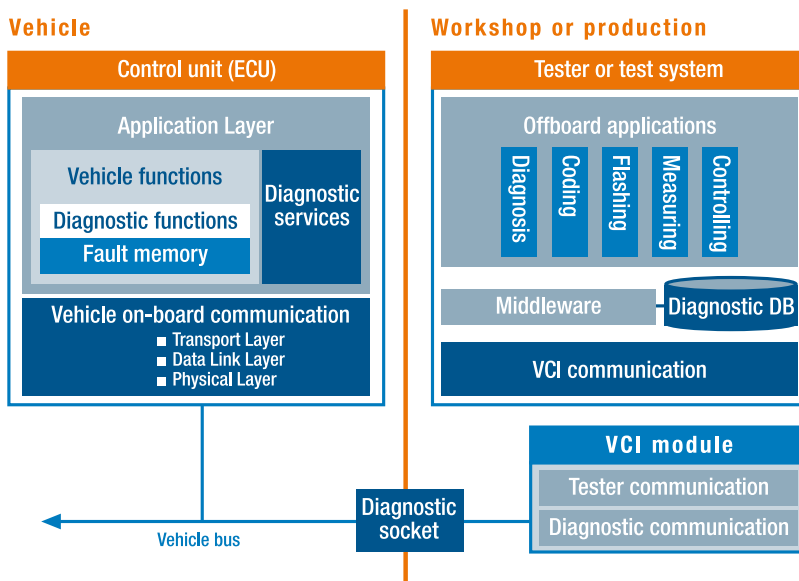 Vehicle
Control unit (ECU)
Application Layer
Vehicle functions
Diagnostic functions
Fault memory
Diagnostic
services
Vehicle on-board communication
Transport Layer
Data Link Layer
Physical Layer
Vehicle bus
Diagnostic
socket
Workshop or production
Tester or test system
Offboard applications
Diagnosis
Coding
Flashing
Measuring
Controlling
Middleware
Diagnostic DB
VCI communication
VCI module
Tester communication
Diagnostic communication